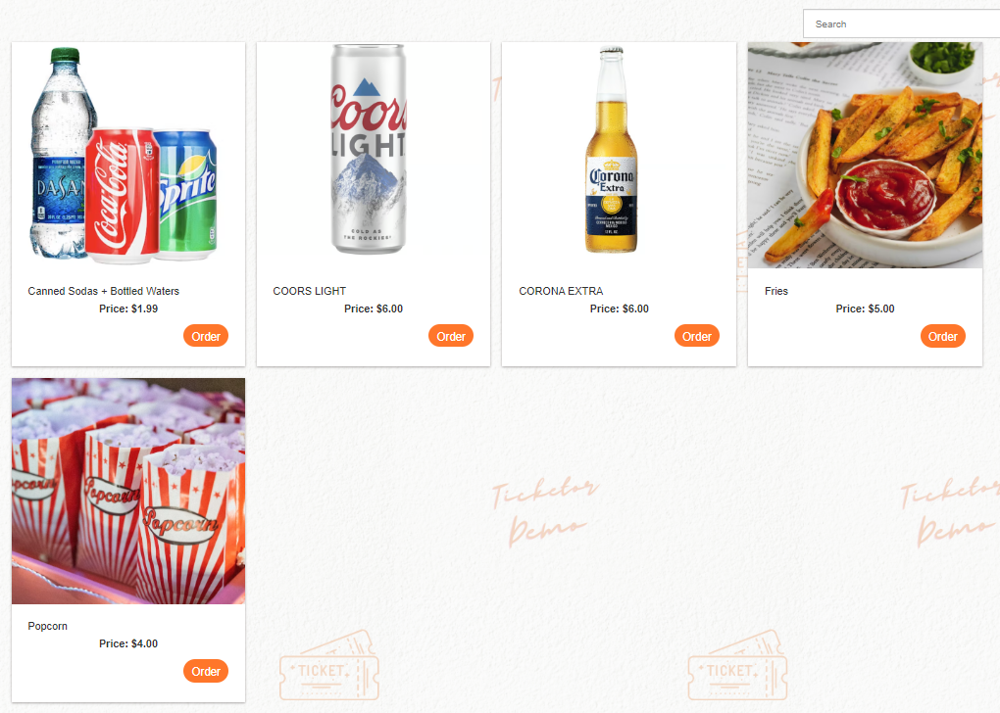 Search
DASANI
Coca-Cola
Sprite
Coors
LIGHT
COLD AS
THE ROCKIES
Corona
Extra
Canned Sodas + Bottled Waters
Price: $1.99
Order
COORS LIGHT
Price: $6.00
Order
CORONA EXTRA
Price: $6.00
Order
Fries
Price: $5.00
Order
Popcorn
Popcorn
Popcorn
Ticketor
Demo
Ticketor
Demo
Popcorn
Price: $4.00
Order
TICKET
TICKET